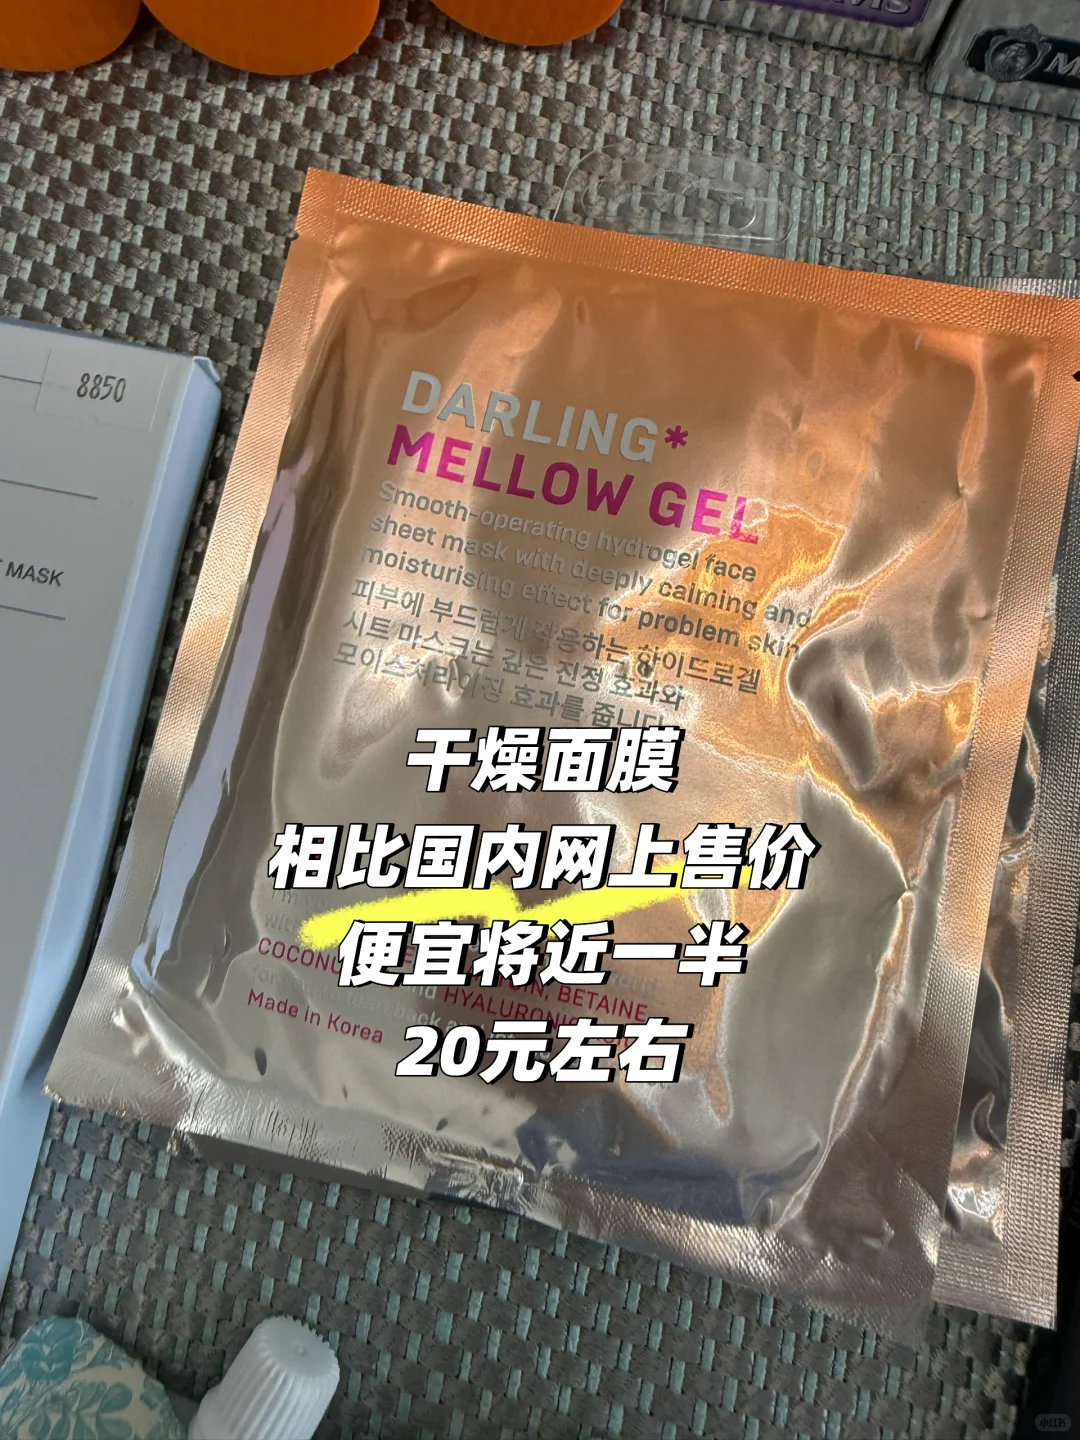 8850
MASK
DARLING*
MELLOW GEL
Smooth-operating hydrogel face
sheet mask with deeply calming and
moisturising effect for problem skin
피부에 부드럽게 작용하는 하이드로겔
시트 마스크는 깊은 진정 효과와
모이스처라이징 효과를 줍니다
干燥面膜
相比国内网上售价
便宜将近一半
BETAINE
Made in Korea
20元左右
小红书